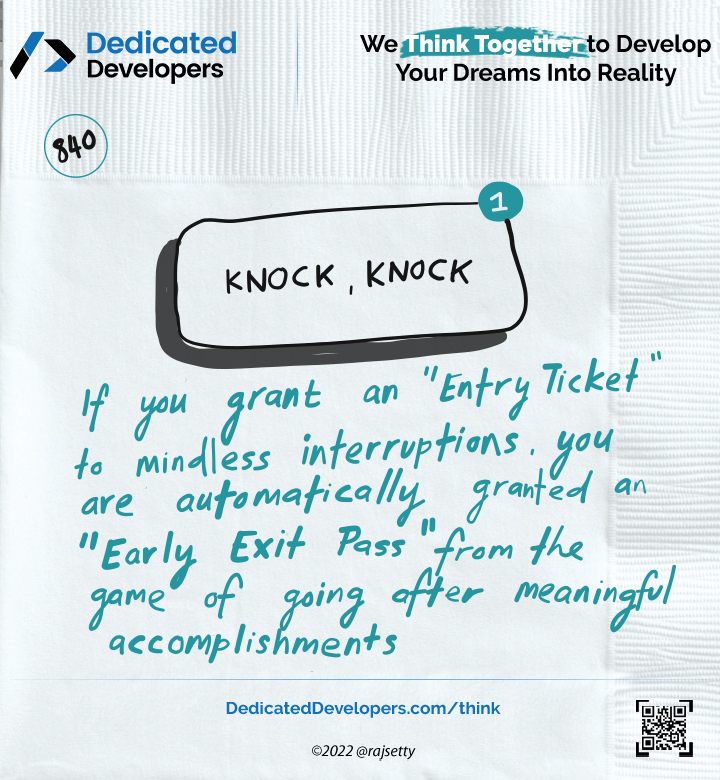 Dedicated
Developers
We Think Together to Develop
Your Dreams Into Reality
840
1
KNOCK, KNOCK
If you grant an "Entry Ticket"
to mindless interruptions. you
are automatically granted an
"Early Exit Pass" from the
game of going after meaningful
accomplishments
DedicatedDevelopers.com/think
©2022 @rajsetty